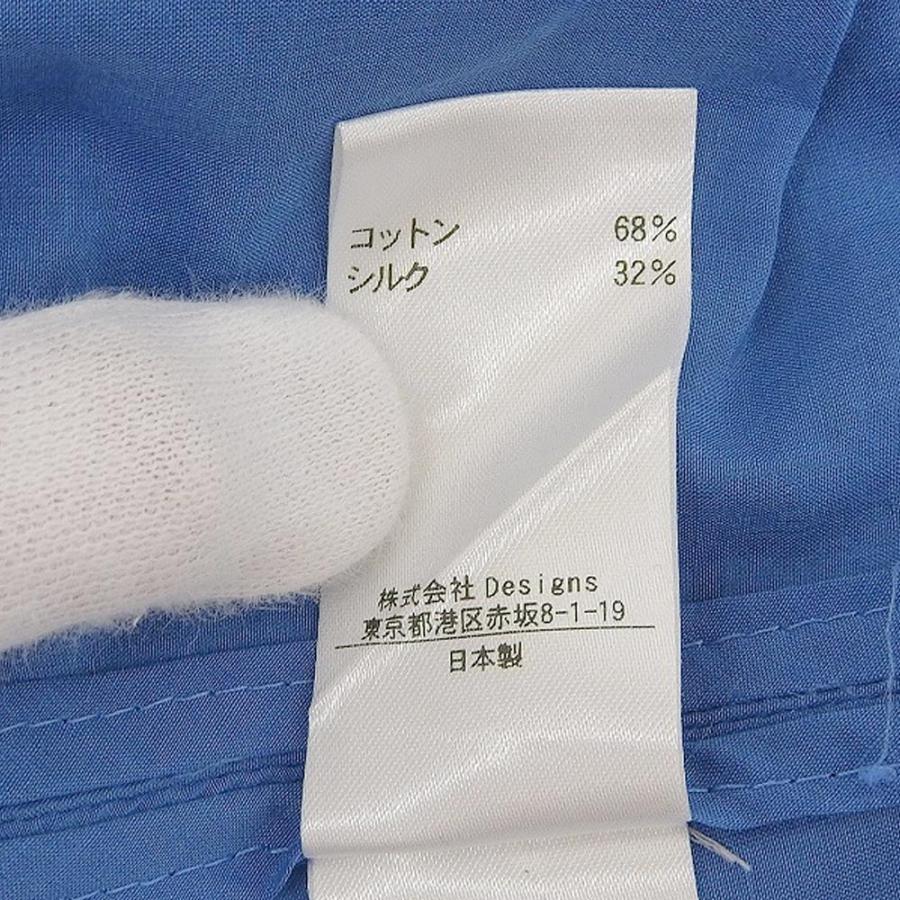 コットン 68%
シルク 32%
株式会社 Designs
東京都港区赤坂8-1-19
日本製